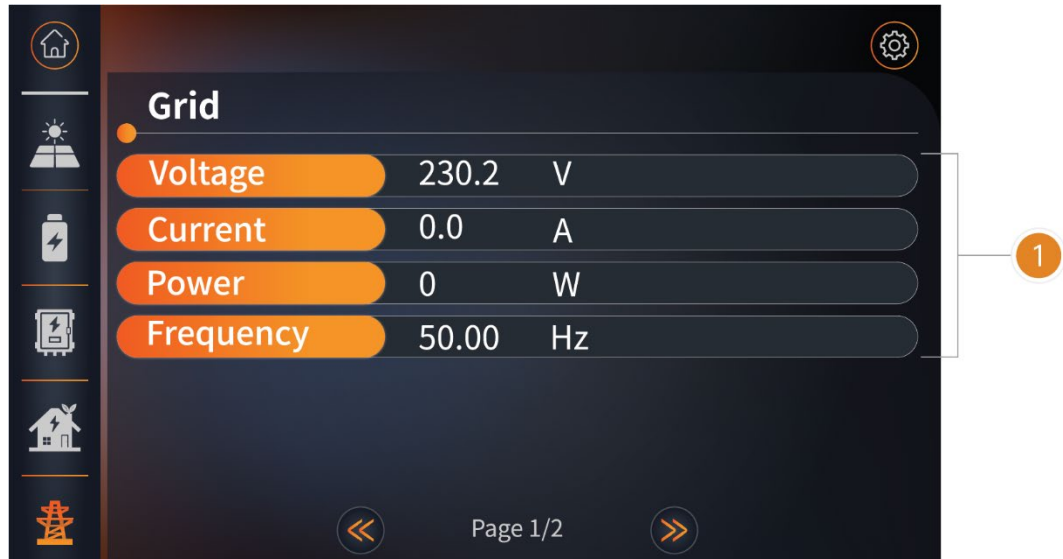 Grid
Voltage 230.2 V
Current 0.0 A
Power 0 W
Frequency 50.00 Hz
1
Page 1/2